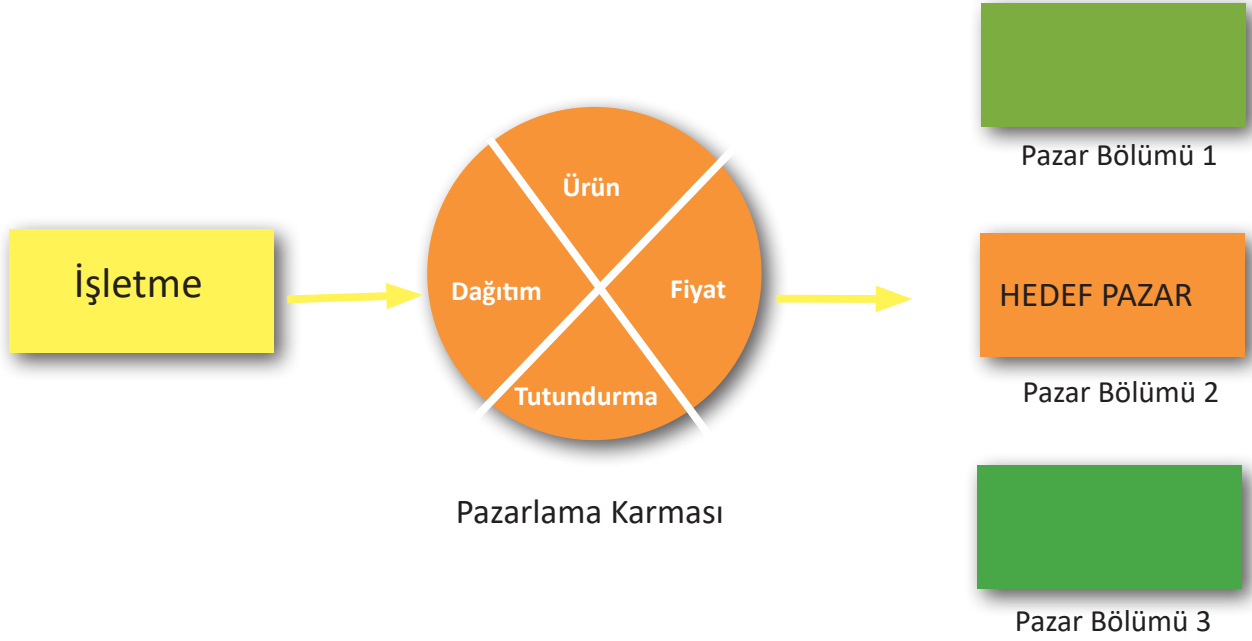 İşletme
Ürün
Dağıtım
Fiyat
Tutundurma
Pazarlama Karması
Pazar Bölümü 1
HEDEF PAZAR
Pazar Bölümü 2
Pazar Bölümü 3